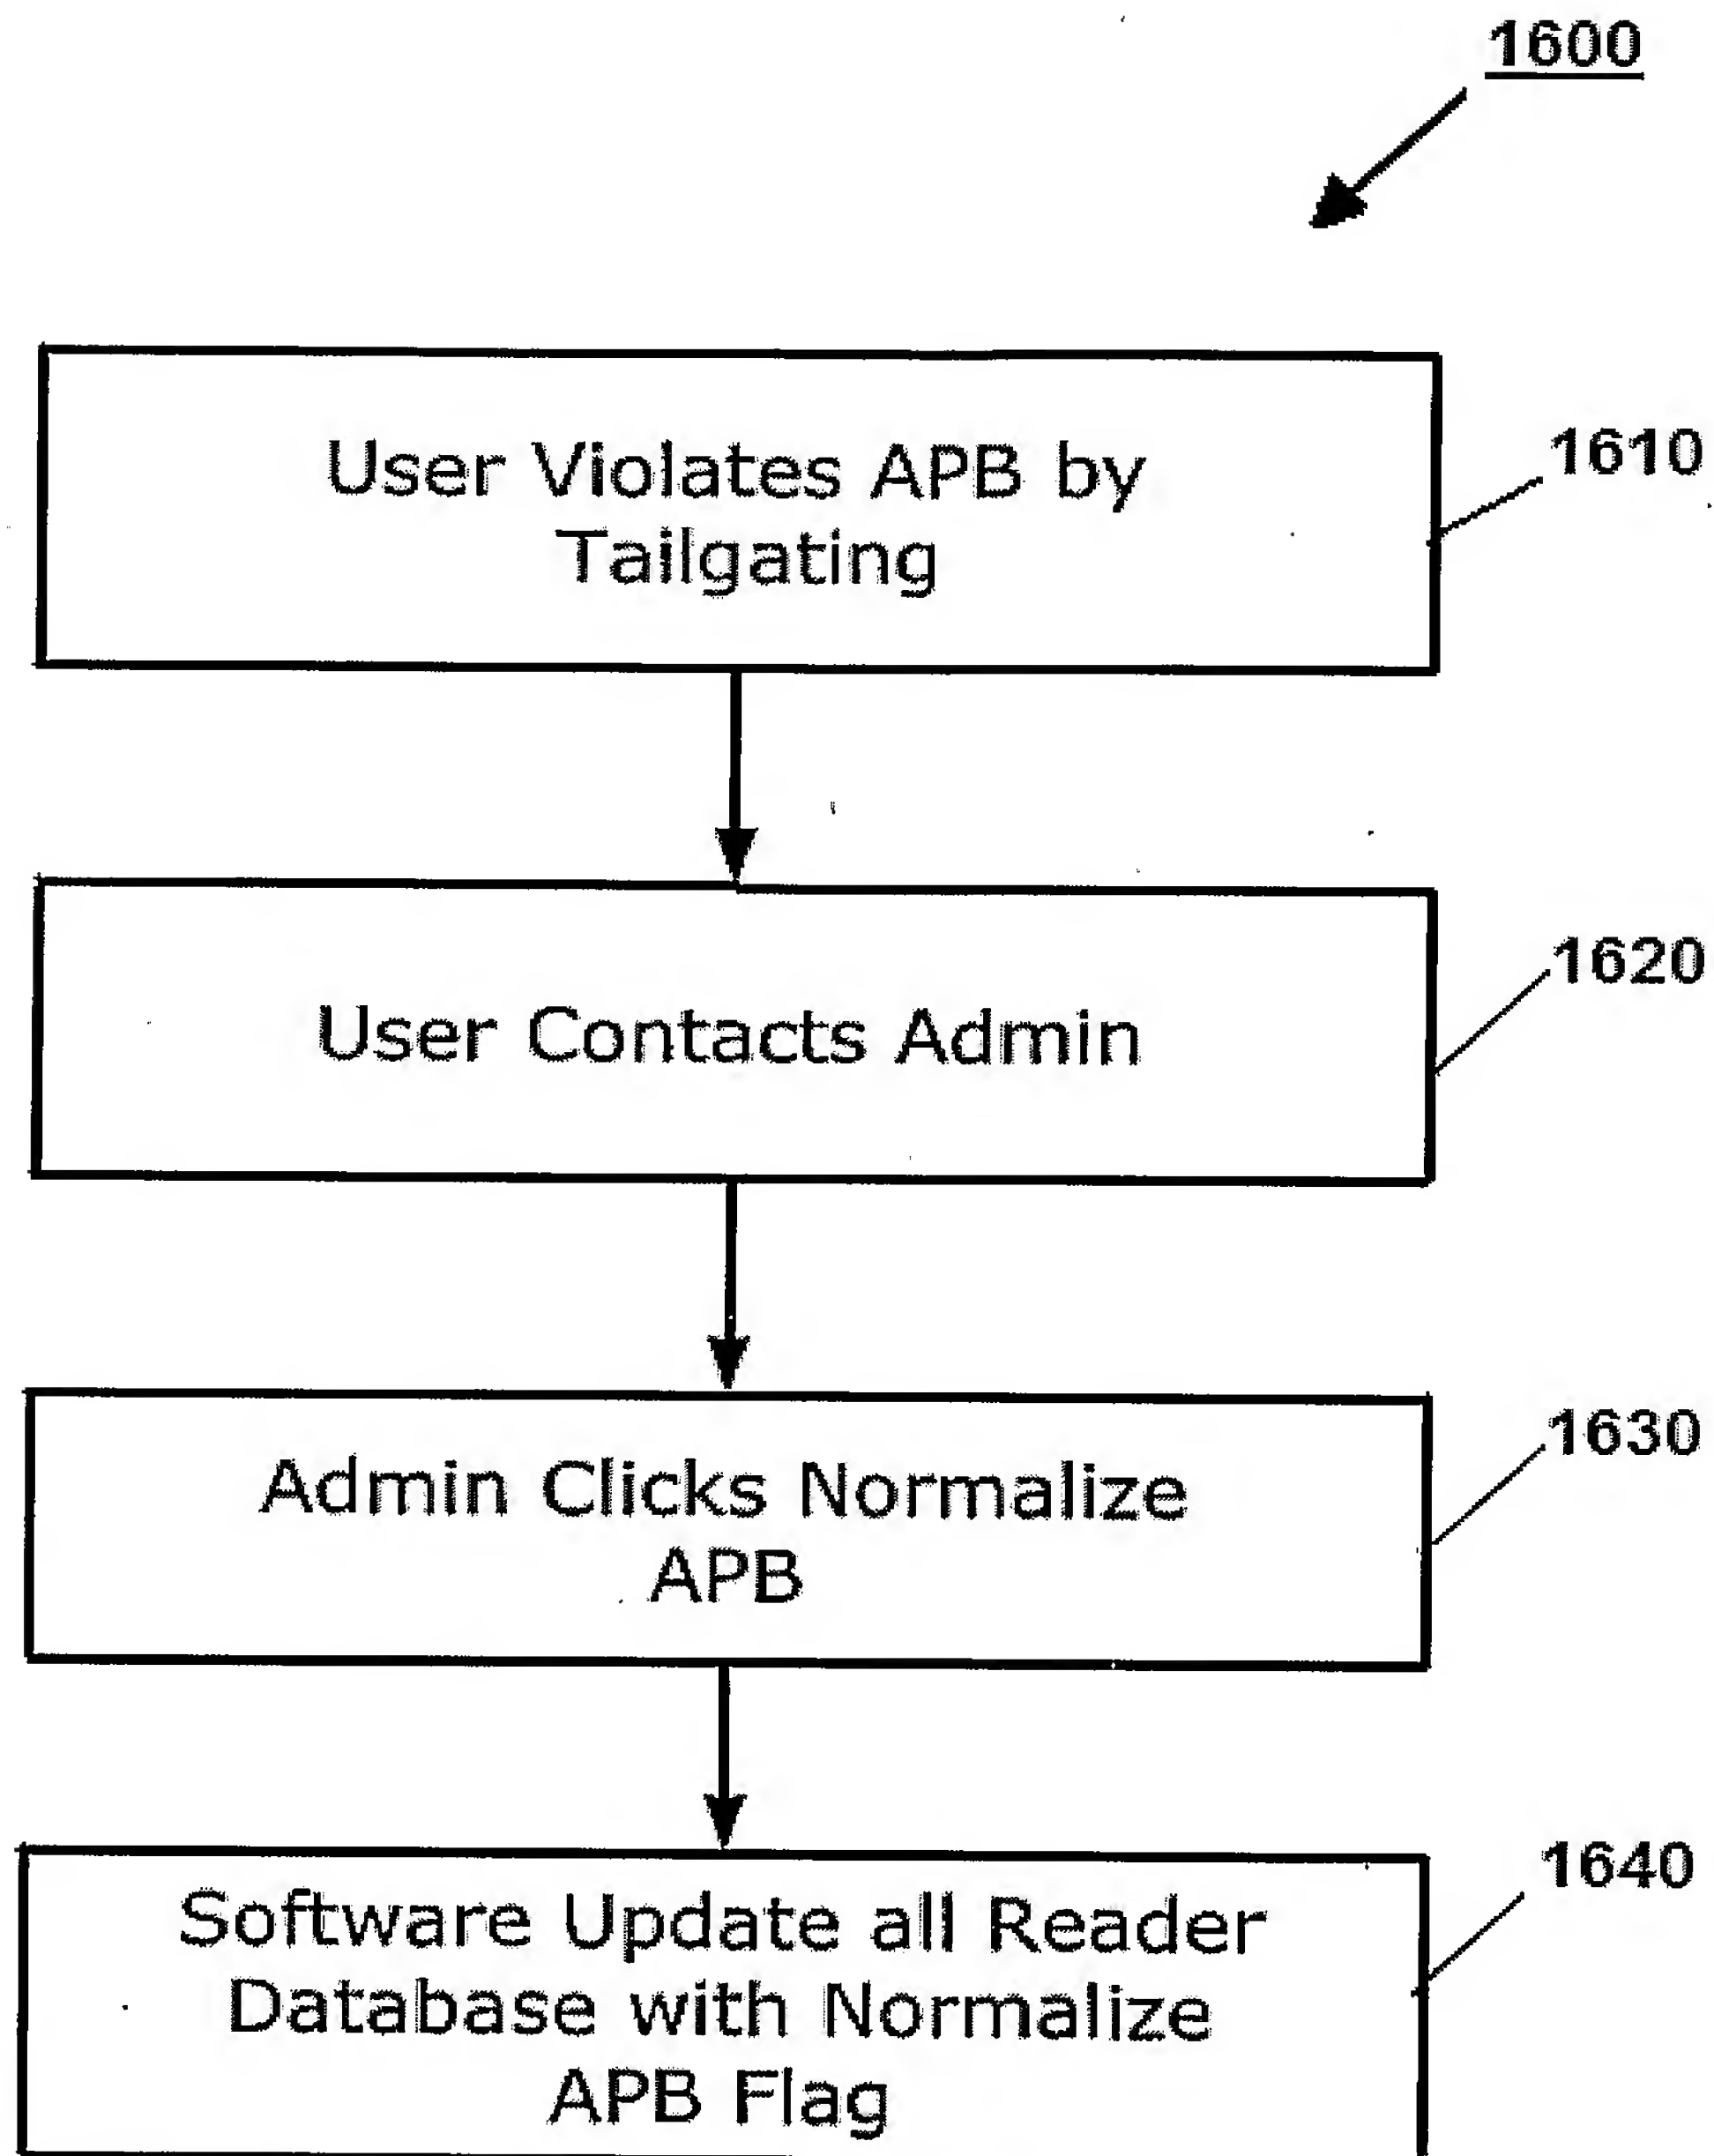 1600
User Violates APB by
Tailgating
1610
User Contacts Admin
1620
Admin Clicks Normalize
APB
1630
Software Update all Reader
Database with Normalize
APB Flag
1640